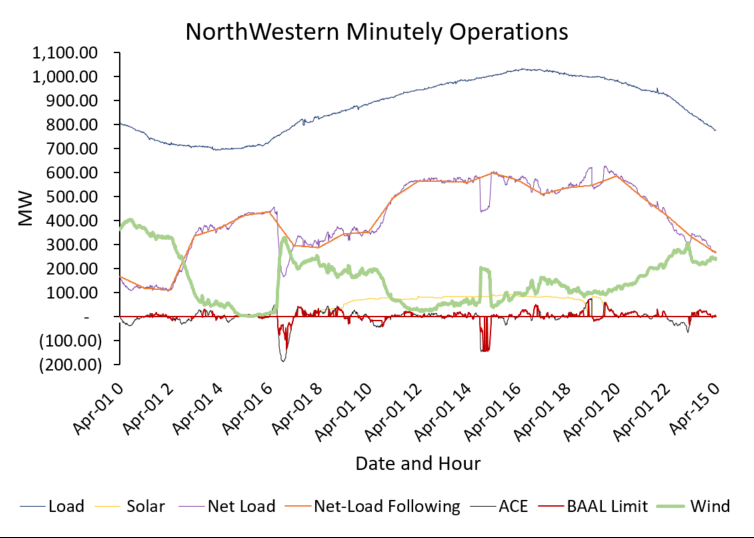 NorthWestern Minutely Operations
1,100.00
1,000.00
900.00
800.00
700.00
600.00
500.00
400.00
300.00
200.00
100.00
-
(100.00)
(200.00)
MW
Apr-01 0
Apr-01 2
Apr-01 4
Apr-01 6
Apr-01 8
Apr-01 10
Apr-01 12
Apr-01 14
Apr-01 16
Apr-01 18
Apr-01 20
Apr-01 22
Apr-15 0
Date and Hour
Load Solar Net Load Net-Load Following ACE BAAL Limit Wind